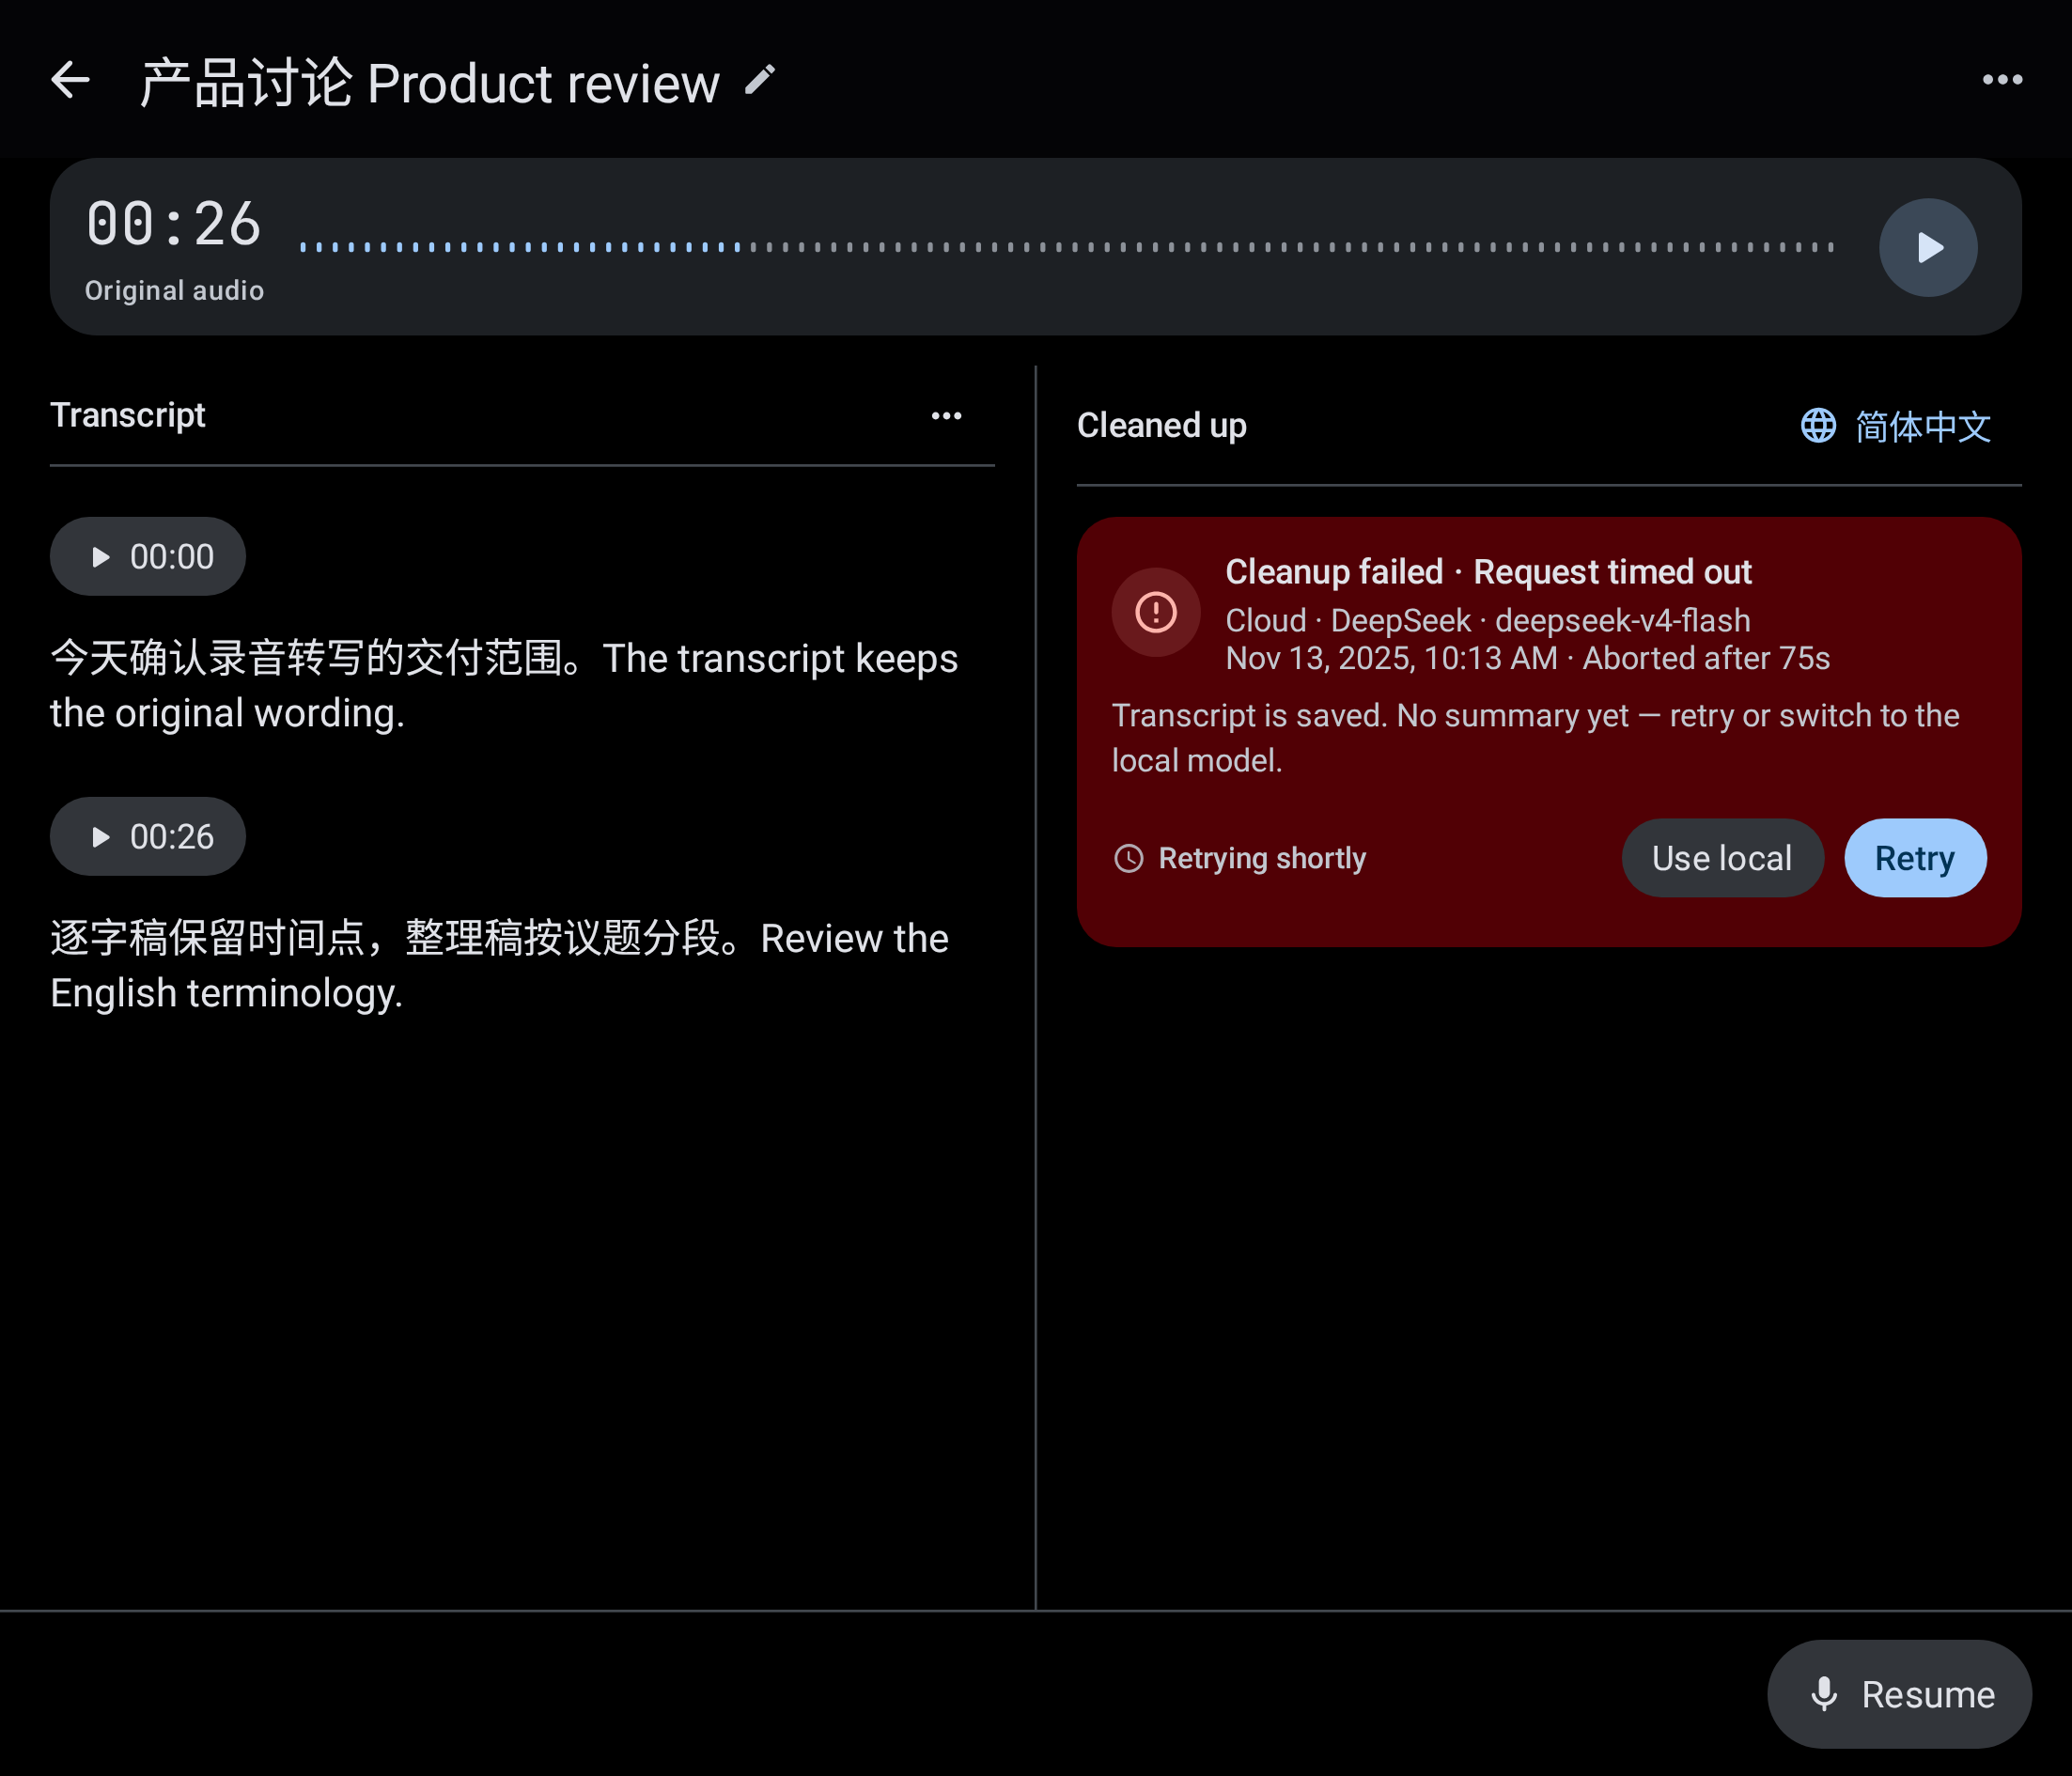 产品讨论 Product review
00:26
Original audio
Transcript
00:00
今天确认录音转写的交付范围。The transcript keeps
the original wording.
00:26
逐字稿保留时间点，整理稿按议题分段。Review the
English terminology.
Cleaned up
简体中文
Cleanup failed · Request timed out
Cloud · DeepSeek · deepseek-v4-flash
Nov 13, 2025, 10:13 AM · Aborted after 75s
Transcript is saved. No summary yet — retry or switch to the
local model.
Retrying shortly
Use local
Retry
Resume